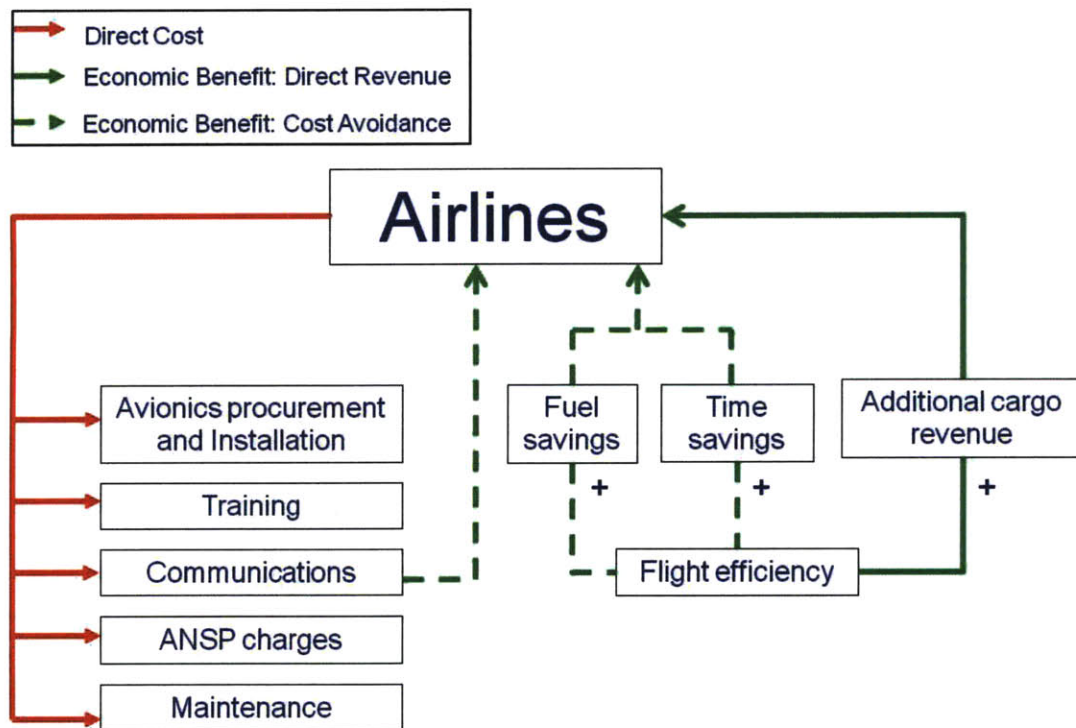 Direct Cost
Economic Benefit: Direct Revenue
Economic Benefit: Cost Avoidance
Airlines
Avionics procurement
and Installation
Training
Communications
ANSP charges
Maintenance
Fuel
savings
+
Time
savings
+
Additional cargo
revenue
+
Flight efficiency